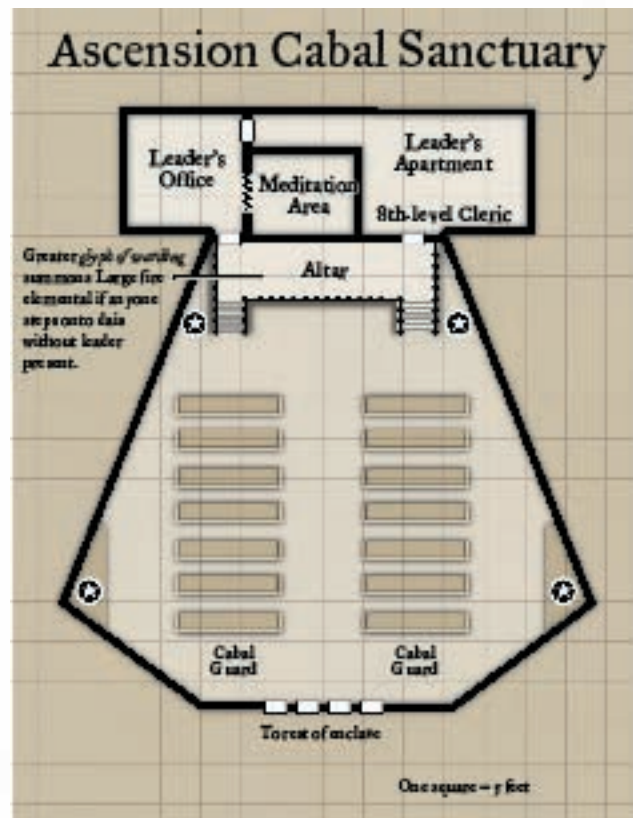 Ascension Cabal Sanctuary
Leader's
Office
Meditation
Area
Leader's
Apartment
8th-level Cleric
Greater glyph of warding
summons Large fire
elemental if anyone
steps onto dais
without leader
present.
Altar
Cabal
Guard
Cabal
Guard
To rest of enclave
One square = 5 feet